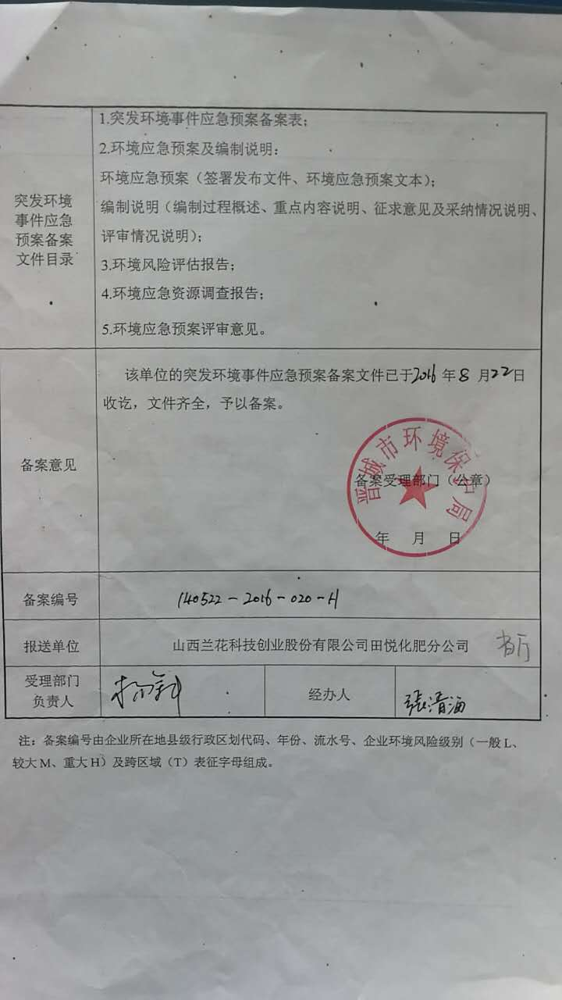 突发环境
事件应急
预案备案
文件目录
1.突发环境事件应急预案备案表；
2.环境应急预案及编制说明：
环境应急预案（签署发布文件、环境应急预案文本）；
编制说明（编制过程概述、重点内容说明、征求意见及采纳情况说明、
评审情况说明）；
3.环境风险评估报告；
4.环境应急资源调查报告；
5.环境应急预案评审意见。
备案意见
该单位的突发环境事件应急预案备案文件已于2016年8月22日
收讫，文件齐全，予以备案。
晋城市环境保护局
备案受理部门（公章）
年 月 日
备案编号
140522-2016-020-H
报送单位
山西兰花科技创业股份有限公司田悦化肥分公司
受理部门
负责人
经办人
张清海
注：备案编号由企业所在地县级行政区划代码、年份、流水号、企业环境风险级别（一般L、
较大M、重大H）及跨区域（T）表征字母组成。